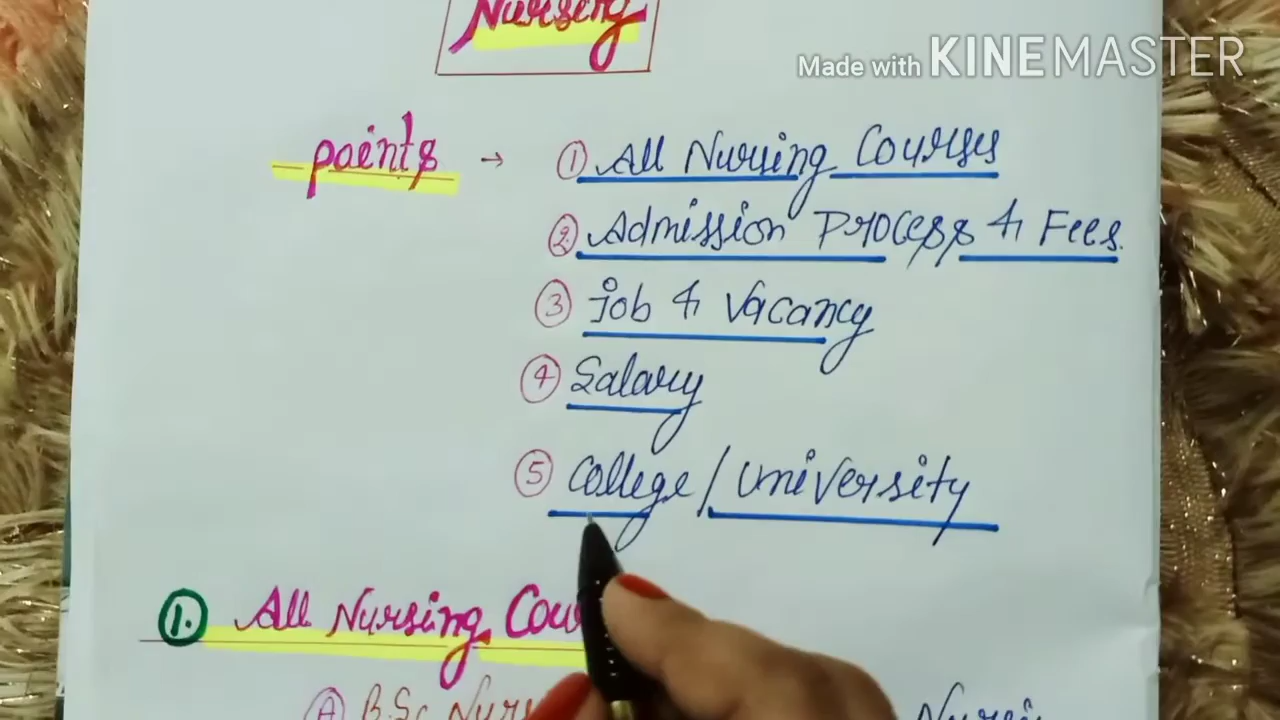 Nursing
Made with KINEMASTER
points → ① All Nursing Courses
② Admission Process & Fees.
③ Job & Vacancy
④ Salary
⑤ College / University
1. All Nursing
Ⓐ B.Sc